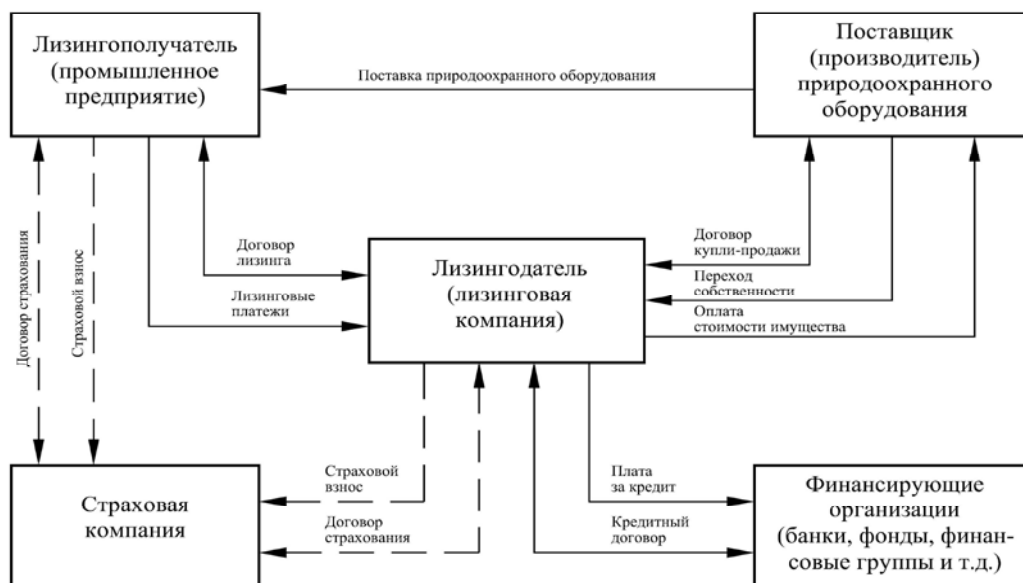 Лизингополучатель
(промышленное
предприятие)
Поставка природоохранного оборудования
Поставщик
(производитель)
природоохранного
оборудования
Договор страхования
Страховой взнос
Договор
лизинга
Лизинговые
платежи
Лизингодатель
(лизинговая
компания)
Договор
купли-продажи
Переход
собственности
Оплата
стоимости имущества
Страховая
компания
Страховой
взнос
Договор
страхования
Плата
за кредит
Кредитный
договор
Финансирующие
организации
(банки, фонды, финан-
совые группы и т.д.)